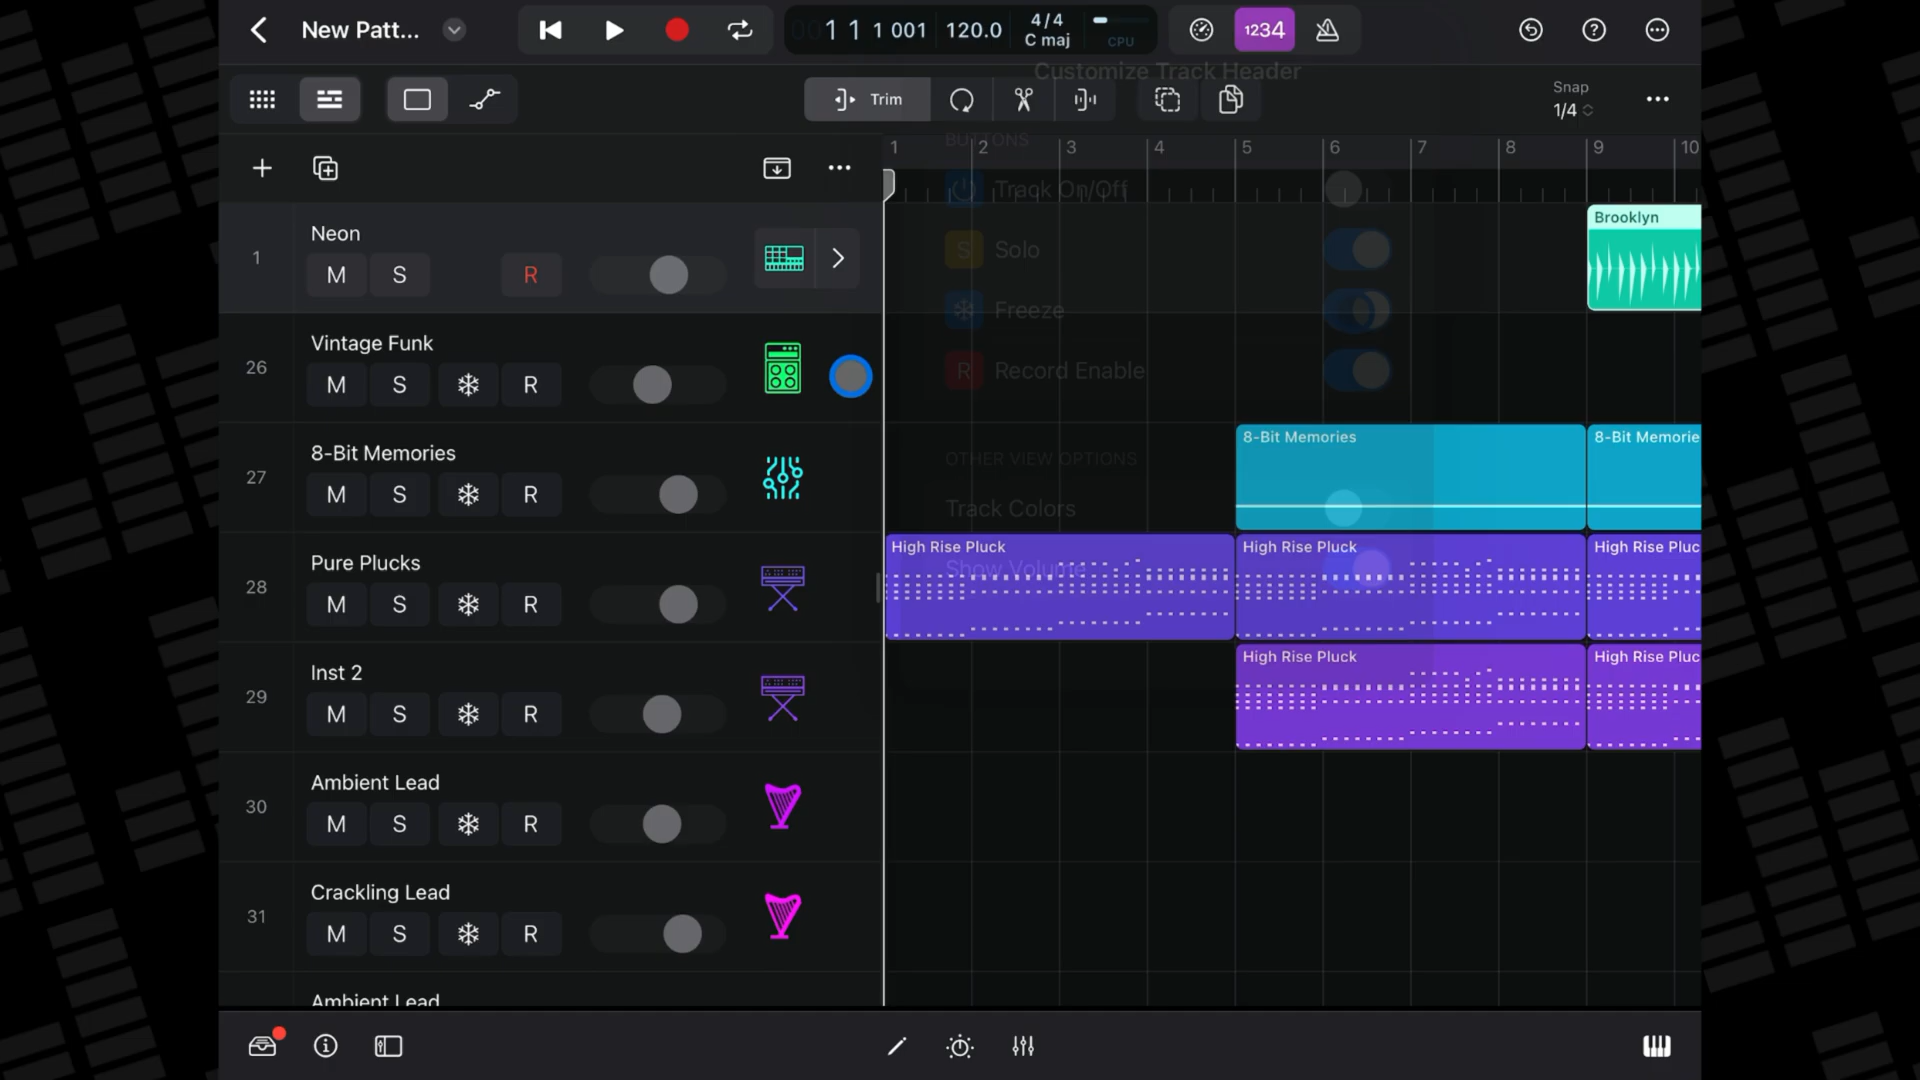 New Patt...
1 1 1 001
120.0
4/4
C maj
CPU
1234
Customize Track Header
Trim
Snap
1/4
BUTTONS
1 2 3 4 5 6 7 8 9 10
Track On/Off
S Solo
Freeze
R Record Enable
OTHER VIEW OPTIONS
Track Colors
Show Volume
1
Neon
M S R
26
Vintage Funk
M S R
27
8-Bit Memories
M S R
28
Pure Plucks
M S R
29
Inst 2
M S R
30
Ambient Lead
M S R
31
Crackling Lead
M S R
Ambient Lead
Brooklyn
8-Bit Memories
8-Bit Memorie
High Rise Pluck
High Rise Pluck
High Rise Pluc
High Rise Pluck
High Rise Pluc